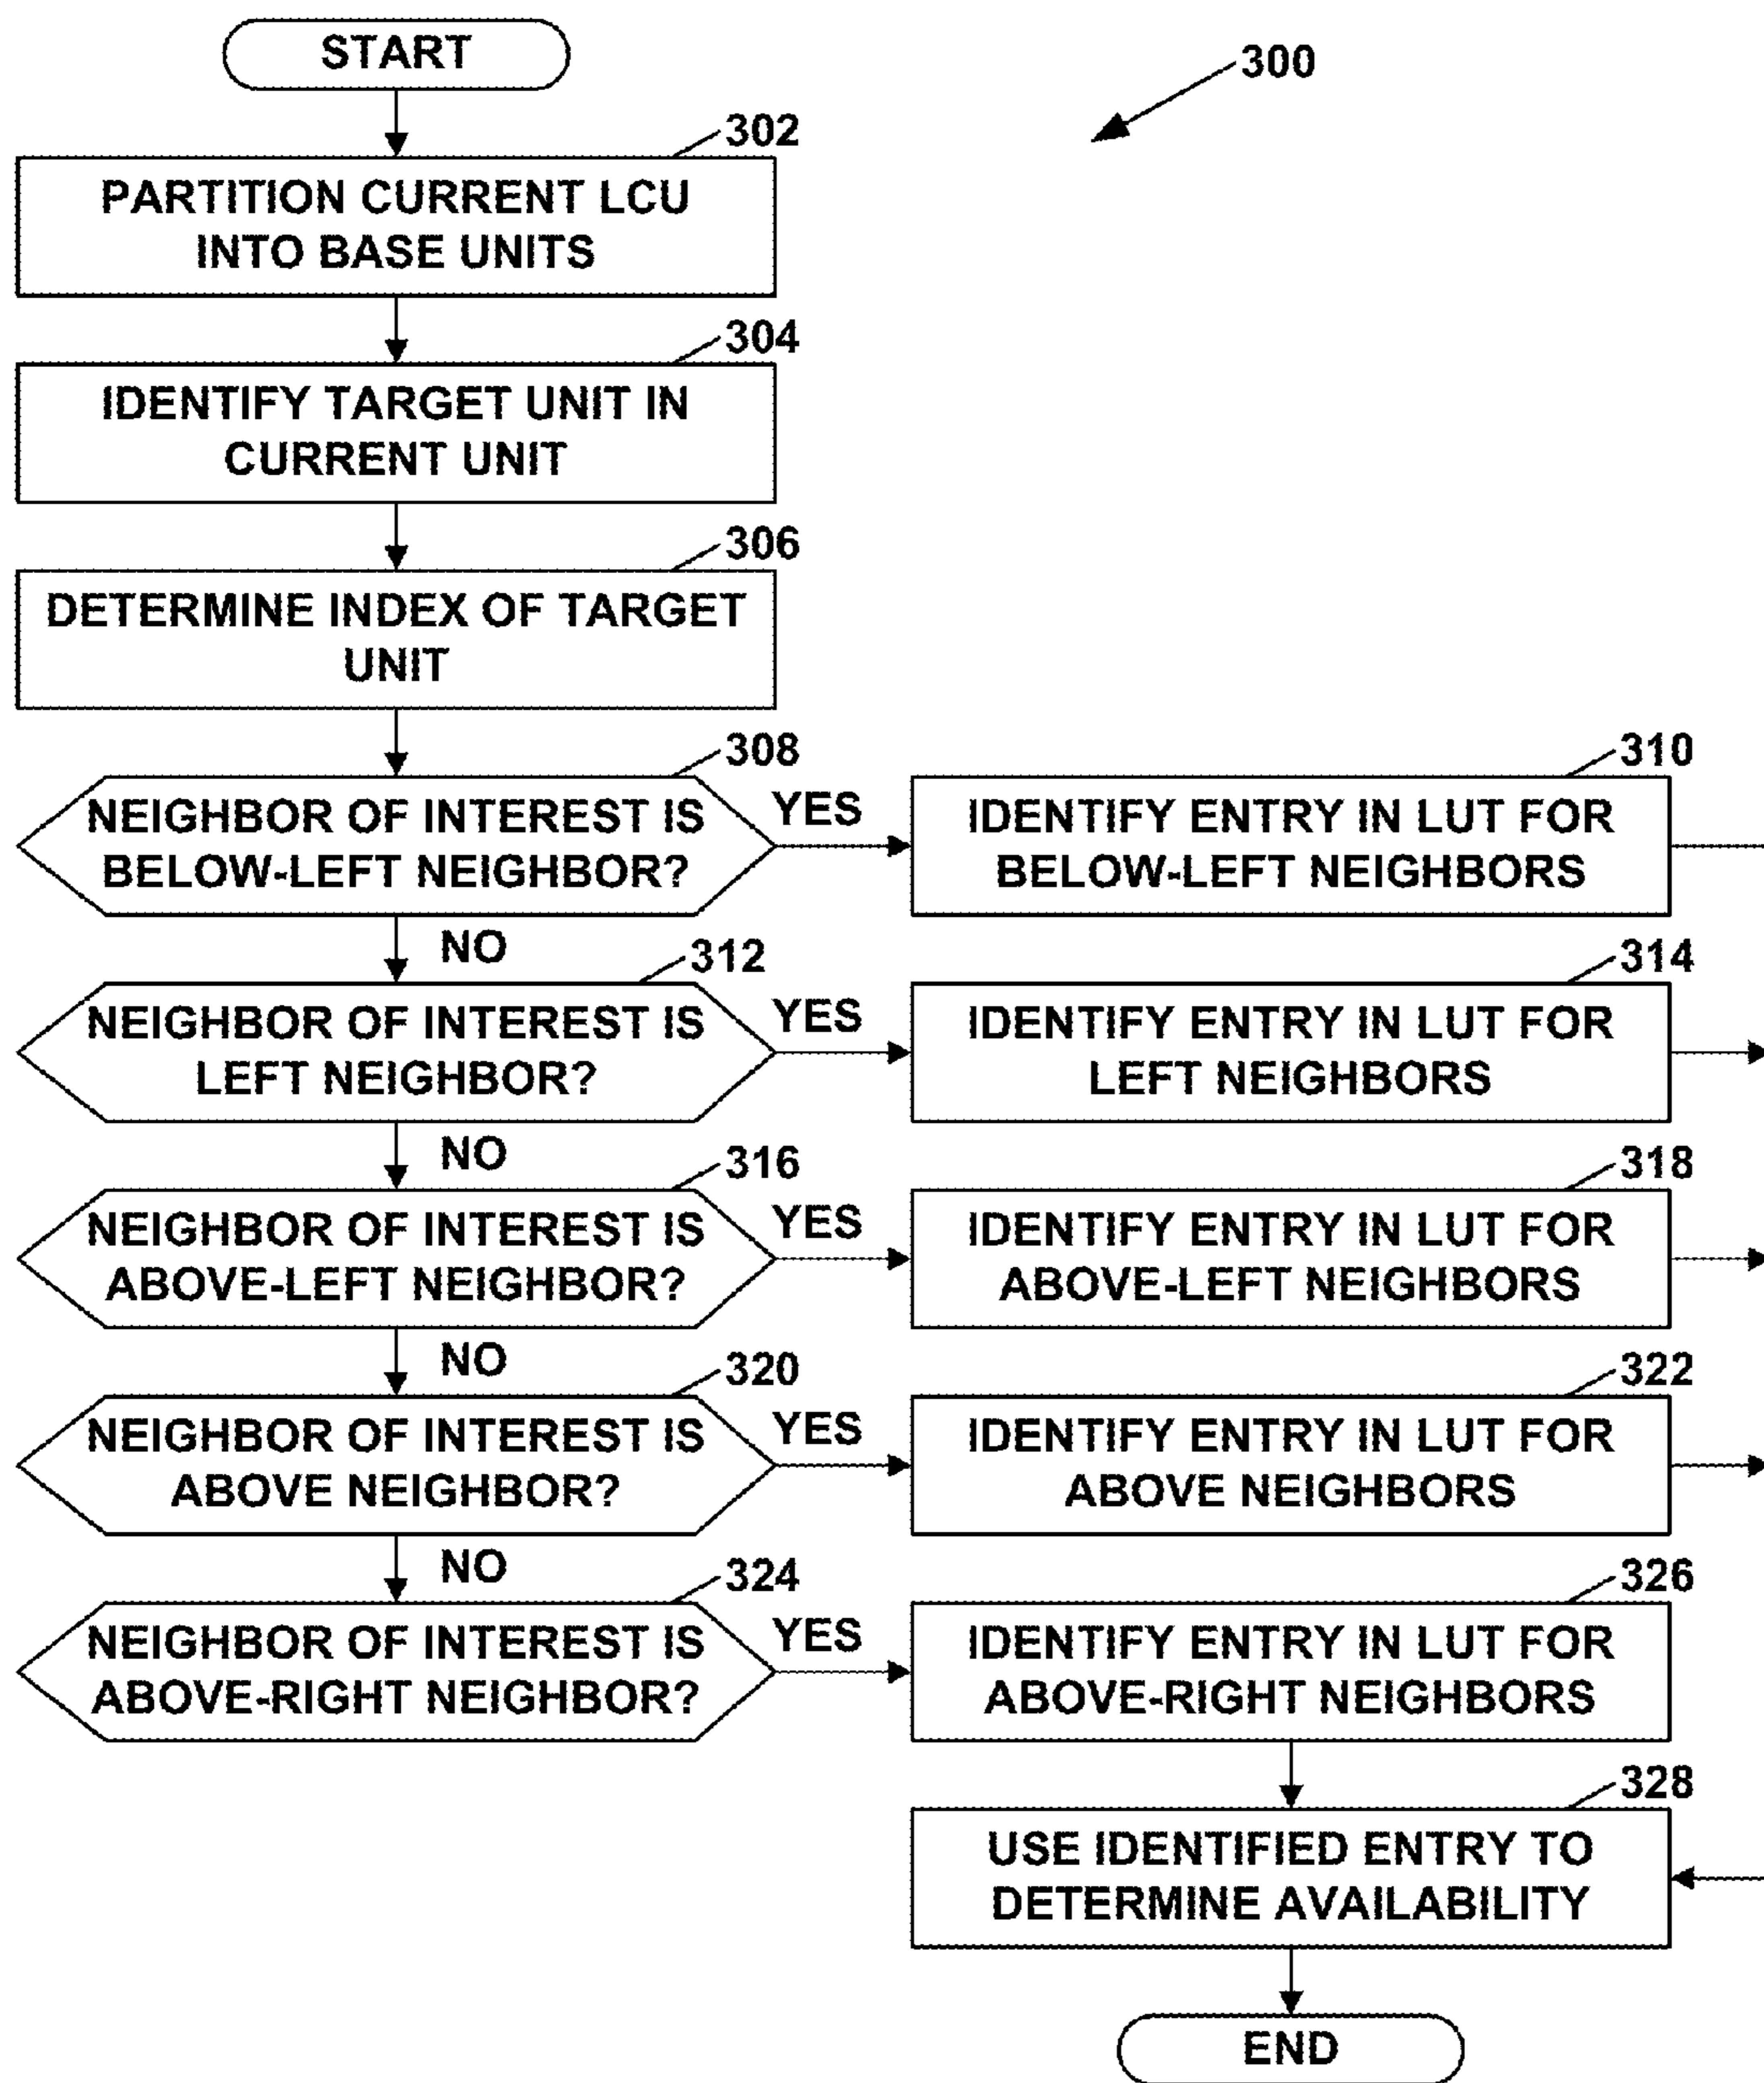 START
300
302
PARTITION CURRENT LCU
INTO BASE UNITS
304
IDENTIFY TARGET UNIT IN
CURRENT UNIT
306
DETERMINE INDEX OF TARGET
UNIT
308
NEIGHBOR OF INTEREST IS
BELOW-LEFT NEIGHBOR?
YES
310
IDENTIFY ENTRY IN LUT FOR
BELOW-LEFT NEIGHBORS
NO
312
NEIGHBOR OF INTEREST IS
LEFT NEIGHBOR?
YES
314
IDENTIFY ENTRY IN LUT FOR
LEFT NEIGHBORS
NO
316
NEIGHBOR OF INTEREST IS
ABOVE-LEFT NEIGHBOR?
YES
318
IDENTIFY ENTRY IN LUT FOR
ABOVE-LEFT NEIGHBORS
NO
320
NEIGHBOR OF INTEREST IS
ABOVE NEIGHBOR?
YES
322
IDENTIFY ENTRY IN LUT FOR
ABOVE NEIGHBORS
NO
324
NEIGHBOR OF INTEREST IS
ABOVE-RIGHT NEIGHBOR?
YES
326
IDENTIFY ENTRY IN LUT FOR
ABOVE-RIGHT NEIGHBORS
328
USE IDENTIFIED ENTRY TO
DETERMINE AVAILABILITY
END